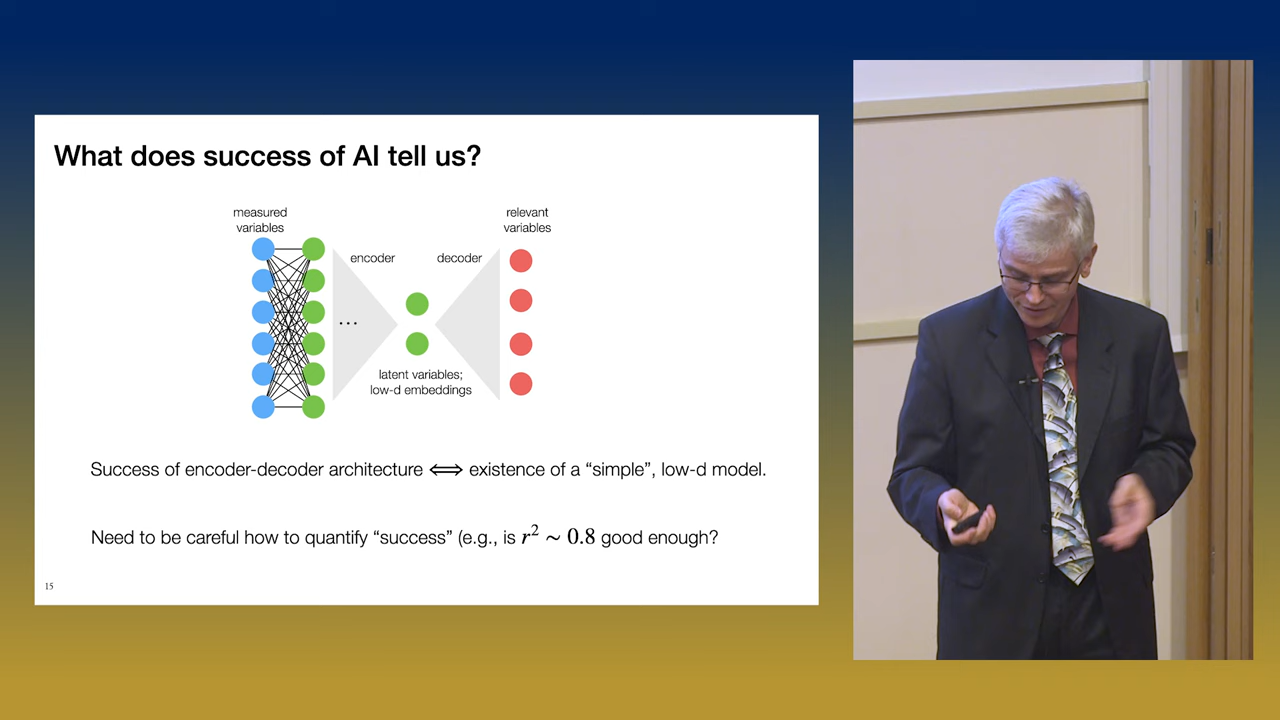 What does success of AI tell us?
measured
variables
relevant
variables
encoder
decoder
...
latent variables;
low-d embeddings
Success of encoder-decoder architecture ⟺ existence of a “simple”, low-d model.
Need to be careful how to quantify “success” (e.g., is r² ~ 0.8 good enough?
15